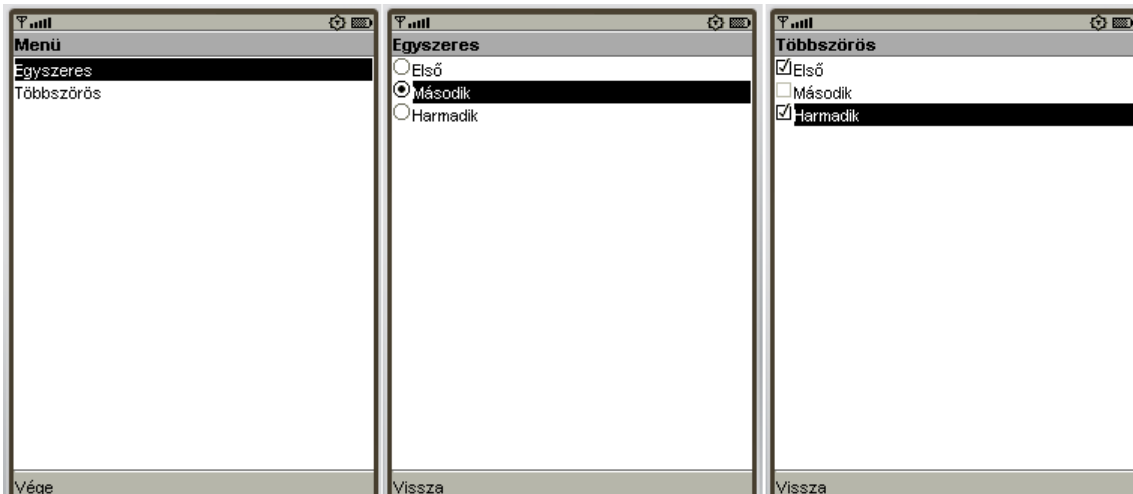 Menü
Egyszeres
Többszörös
Vége
Egyszeres
Első
Második
Harmadik
Vissza
Többszörös
Első
Második
Harmadik
Vissza